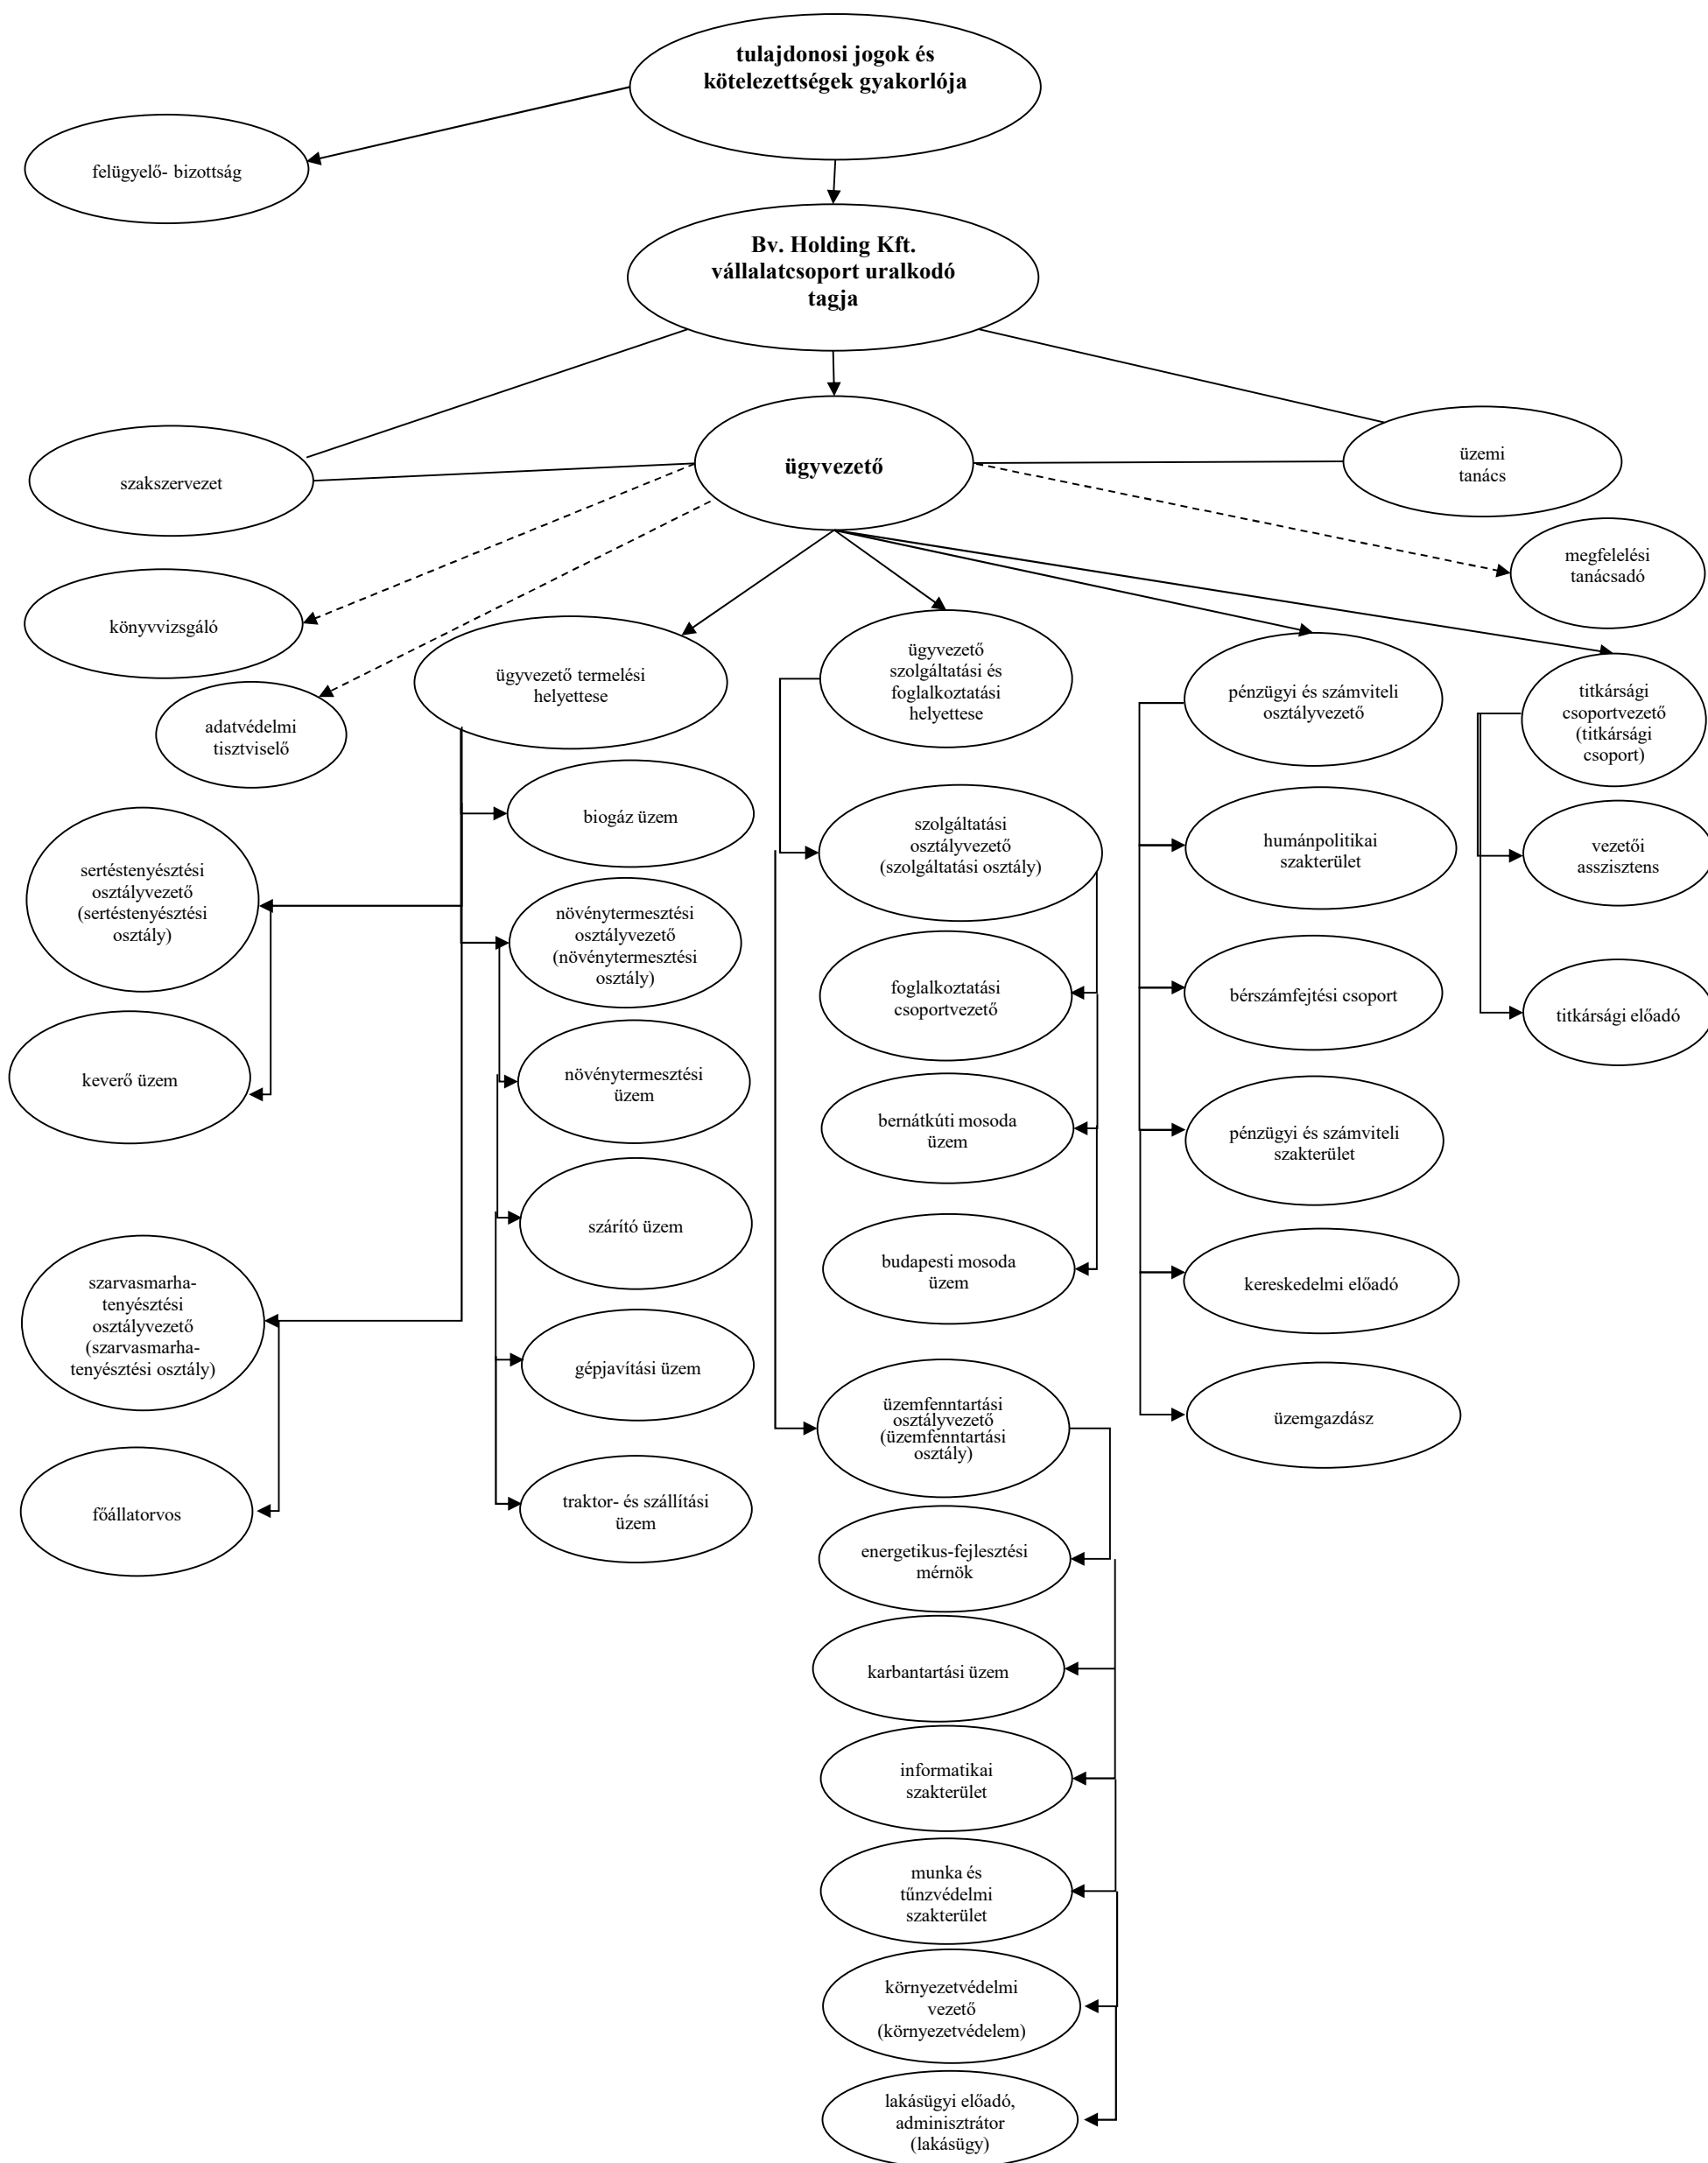 tulajdonosi jogok és
kötelezettségek gyakorlója
felügyelő- bizottság
Bv. Holding Kft.
vállalatcsoport uralkodó
tagja
szakszervezet
ügyvezető
üzemi
tanács
megfelelési
tanácsadó
könyvvizsgáló
adatvédelmi
tisztviselő
ügyvezető termelési
helyettese
ügyvezető
szolgáltatási és
foglalkoztatási
helyettese
pénzügyi és számviteli
osztályvezető
titkársági
csoportvezető
(titkársági
csoport)
biogáz üzem
szolgáltatási
osztályvezető
(szolgáltatási osztály)
humánpolitikai
szakterület
vezetői
asszisztens
sertéstenyésztési
osztályvezető
(sertéstenyésztési
osztály)
növénytermesztési
osztályvezető
(növénytermesztési
osztály)
foglalkoztatási
csoportvezető
bérszámfejtési csoport
titkársági előadó
keverő üzem
növénytermesztési
üzem
bernátkúti mosoda
üzem
pénzügyi és számviteli
szakterület
szárító üzem
budapesti mosoda
üzem
kereskedelmi előadó
szarvasmarha-
tenyésztési
osztályvezető
(szarvasmarha-
tenyésztési osztály)
gépjavítási üzem
üzemfenntartási
osztályvezető
(üzemfenntartási
osztály)
üzemgazdász
főállatorvos
traktor- és szállítási
üzem
energetikus-fejlesztési
mérnök
karbantartási üzem
informatikai
szakterület
munka és
tűnzvédelmi
szakterület
környezetvédelmi
vezető
(környezetvédelem)
lakásügyi előadó,
adminisztrátor
(lakásügy)